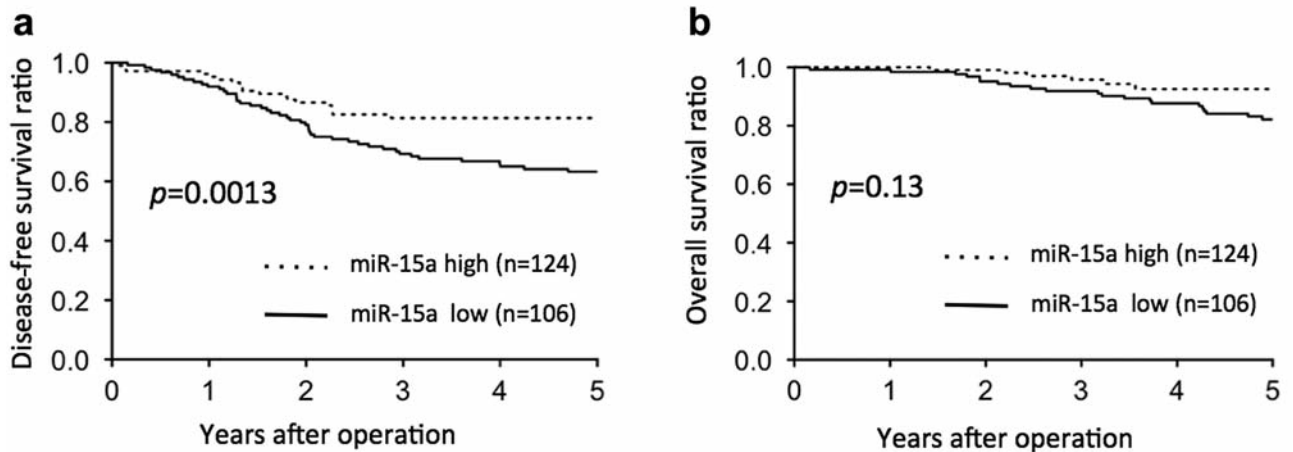 a
Disease-free survival ratio
1.0
0.8
0.6
0.4
0.2
0.0
p=0.0013
miR-15a high (n=124)
miR-15a low (n=106)
0 1 2 3 4 5
Years after operation
b
Overall survival ratio
1.0
0.8
0.6
0.4
0.2
0.0
p=0.13
miR-15a high (n=124)
miR-15a low (n=106)
0 1 2 3 4 5
Years after operation